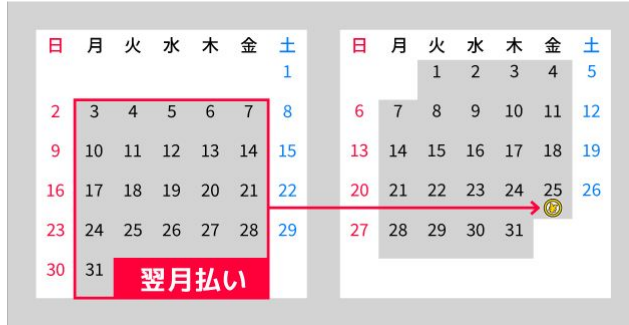 日 月 火 水 木 金 土
1
2 3 4 5 6 7 8
9 10 11 12 13 14 15
16 17 18 19 20 21 22
23 24 25 26 27 28 29
30 31
翌月払い
日 月 火 水 木 金 土
1 2 3 4 5
6 7 8 9 10 11 12
13 14 15 16 17 18 19
20 21 22 23 24 25 26
27 28 29 30 31